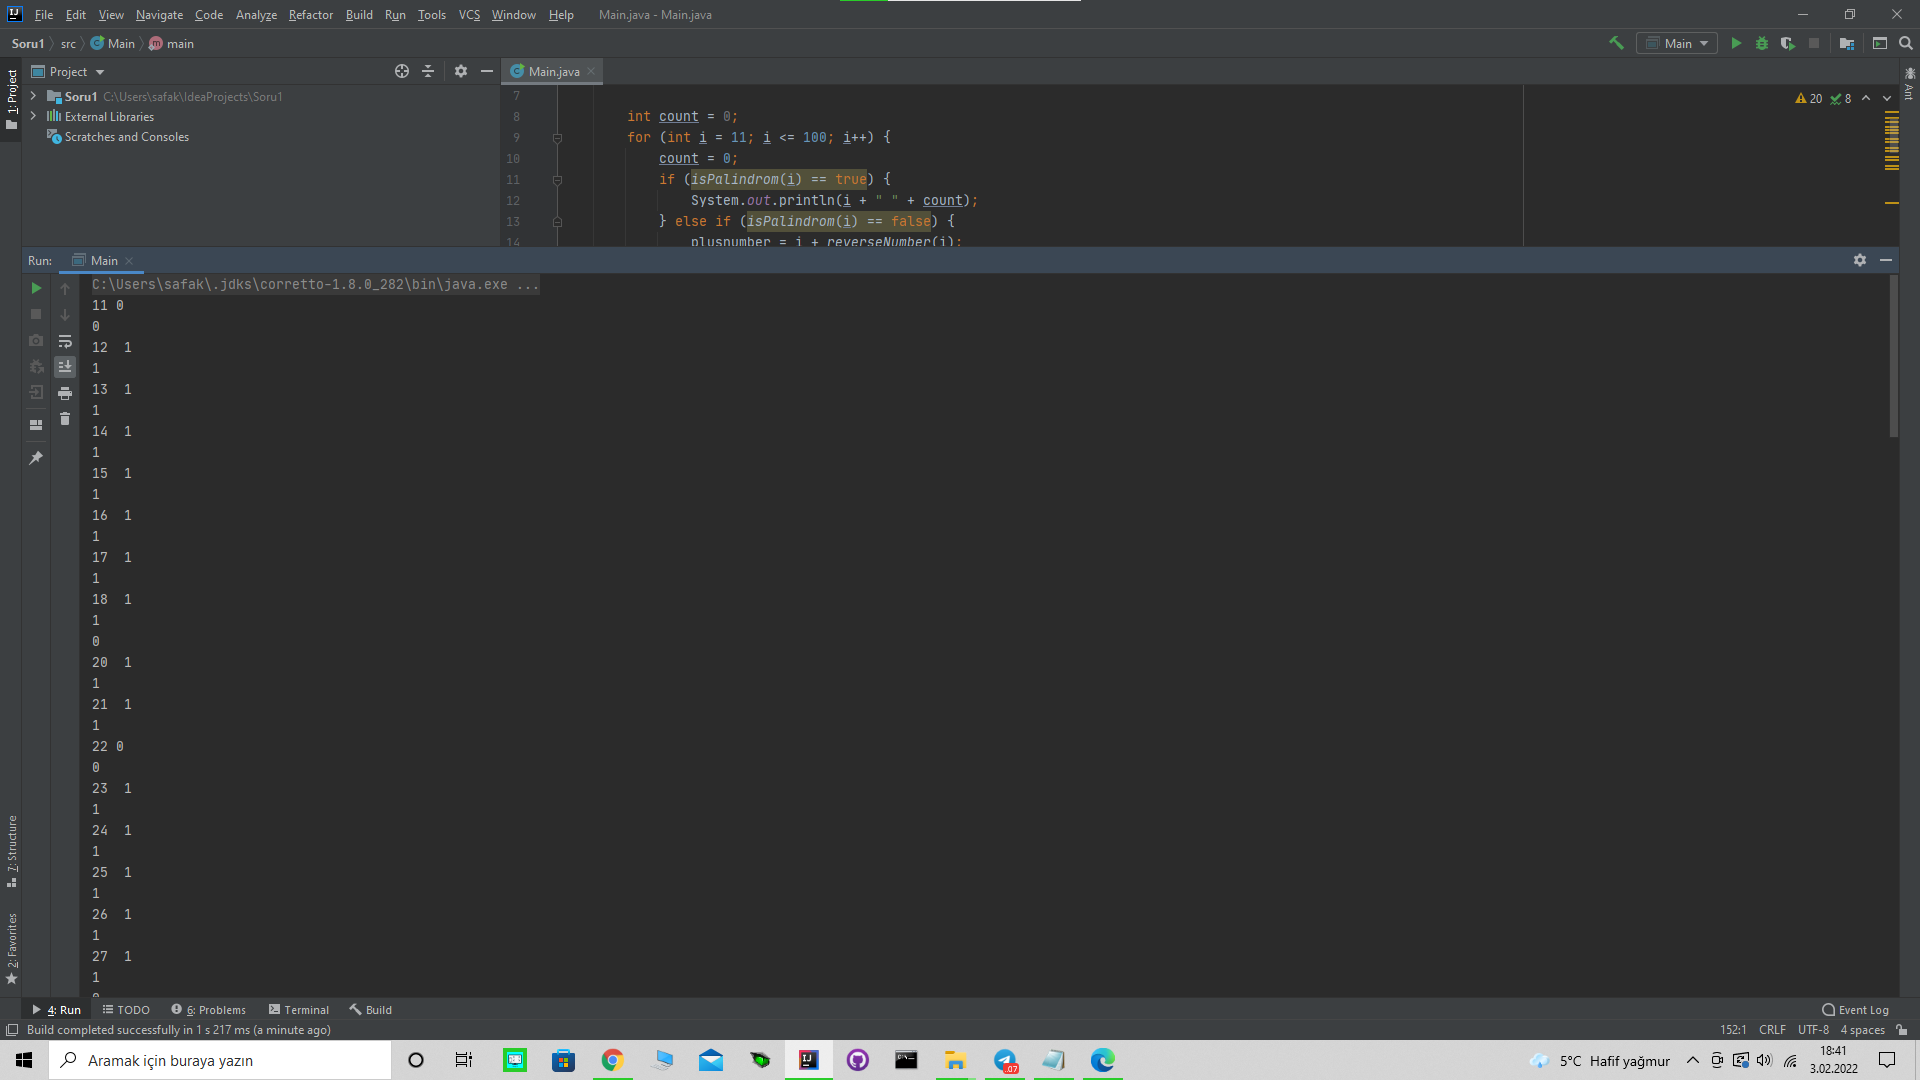 File Edit View Navigate Code Analyze Refactor Build Run Tools VCS Window Help Main.java - Main.java
Soru1 src Main main
Main
Project
Main.java
1: Project
Soru1 C:\Users\safak\IdeaProjects\Soru1
External Libraries
Scratches and Consoles
Ant
20 8
7
8 int count = 0;
9 for (int i = 11; i <= 100; i++) {
10 count = 0;
11 if (isPalindrom(i) == true) {
12 System.out.println(i + " " + count);
13 } else if (isPalindrom(i) == false) {
14 plusnumber = i + reverseNumber(i);
Run: Main
C:\Users\safak\.jdks\corretto-1.8.0_282\bin\java.exe ...
11 0
0
12  1
1
13  1
1
14  1
1
15  1
1
16  1
1
17  1
1
18  1
1
0
20  1
1
21  1
1
22 0
0
23  1
1
24  1
1
25  1
1
26  1
1
27  1
1
0
7: Structure
2: Favorites
4: Run TODO 6: Problems Terminal Build Event Log
Build completed successfully in 1 s 217 ms (a minute ago) 152:1 CRLF UTF-8 4 spaces
Aramak için buraya yazın
.07
5°C Hafif yağmur
18:41
3.02.2022